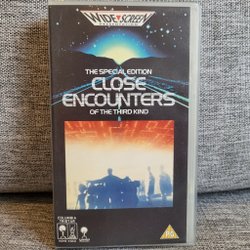 WIDE SCREEN
THE SPECIAL EDITION
CLOSE
ENCOUNTERS
OF THE THIRD KIND
PG